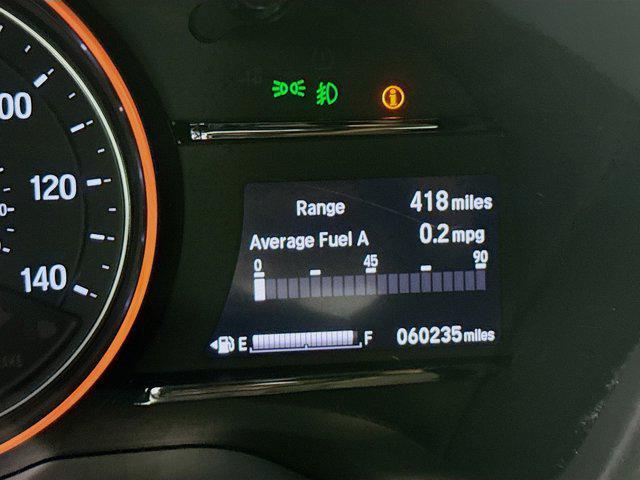 00
120
140
Range 418 miles
Average Fuel A 0.2 mpg
0 45 90
E F 060235 miles